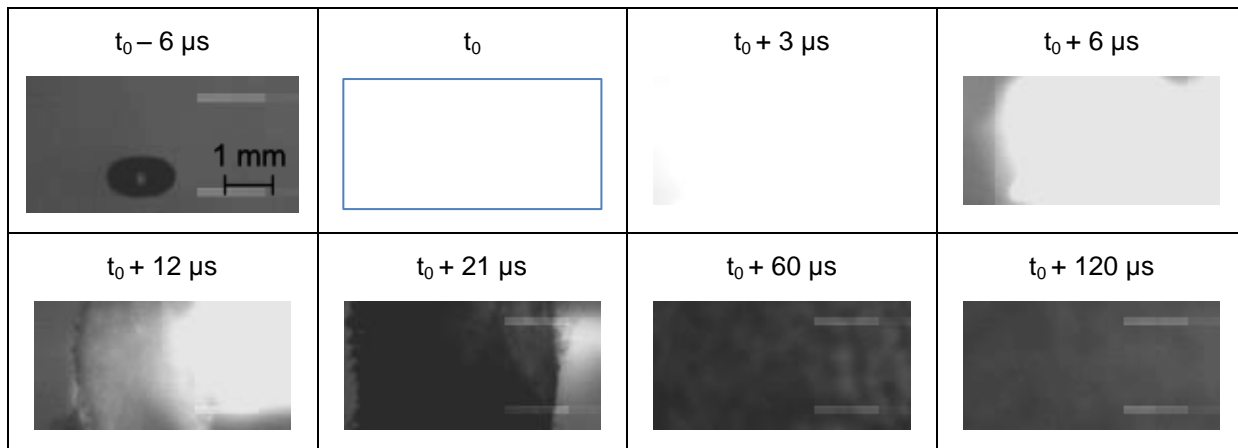 t₀ – 6 µs
t₀
t₀ + 3 µs
t₀ + 6 µs
1 mm
t₀ + 12 µs
t₀ + 21 µs
t₀ + 60 µs
t₀ + 120 µs